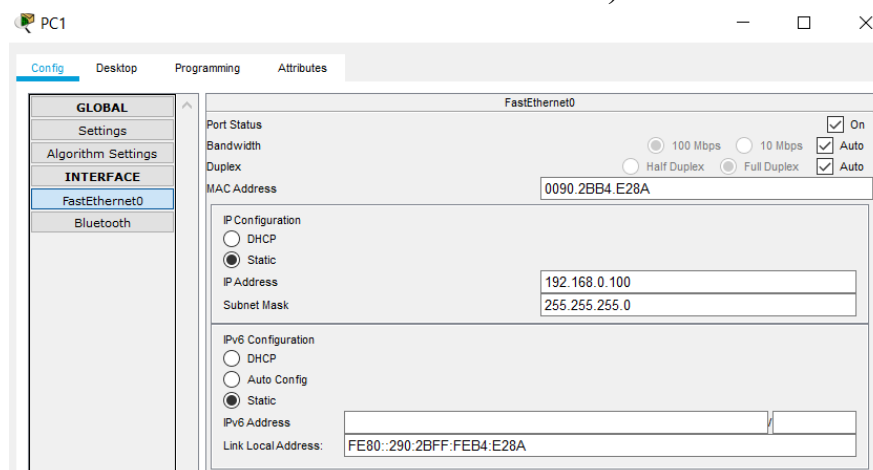 PC1
Config Desktop Programming Attributes
GLOBAL
Settings
Algorithm Settings
INTERFACE
FastEthernet0
Bluetooth
FastEthernet0
Port Status On
Bandwidth 100 Mbps 10 Mbps Auto
Duplex Half Duplex Full Duplex Auto
MAC Address 0090.2BB4.E28A
IP Configuration
DHCP
Static
IP Address 192.168.0.100
Subnet Mask 255.255.255.0
IPv6 Configuration
DHCP
Auto Config
Static
IPv6 Address /
Link Local Address: FE80::290:2BFF:FEB4:E28A